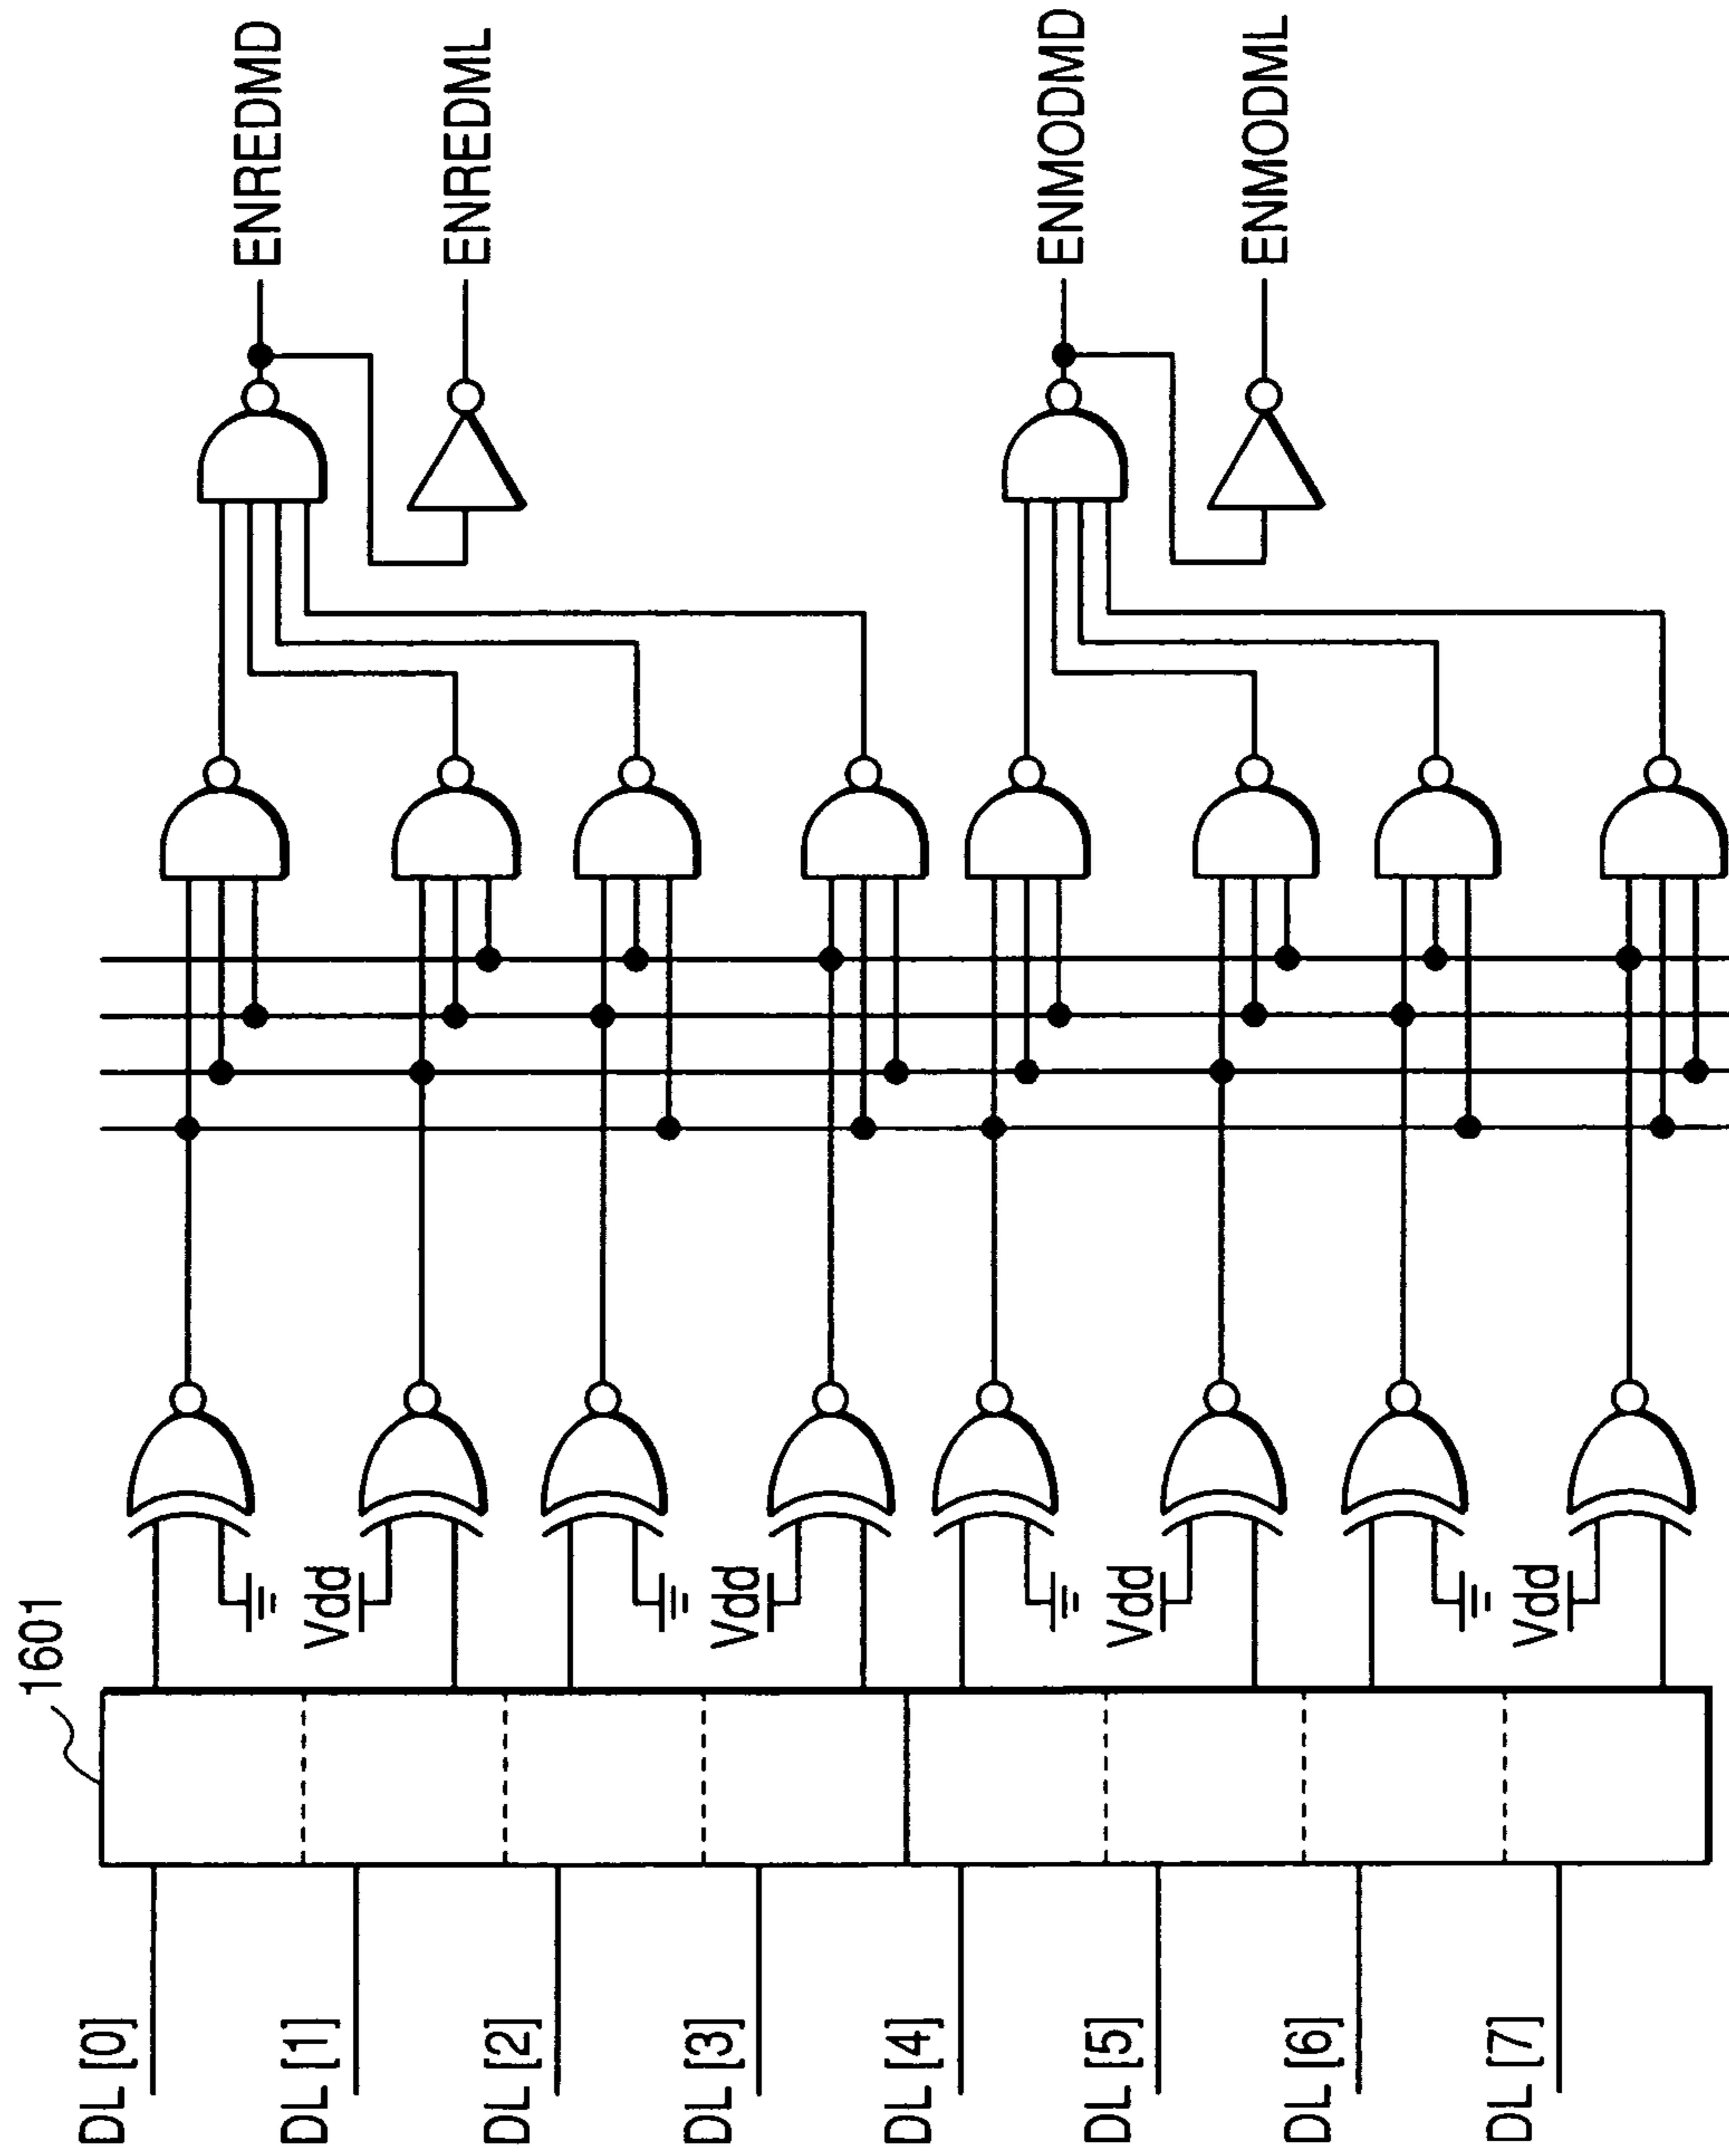 1601
DL [0]
DL [1]
DL [2]
DL [3]
DL [4]
DL [5]
DL [6]
DL [7]
Vdd
Vdd
Vdd
Vdd
ENREDMD
ENREDML
ENMODMD
ENMODML